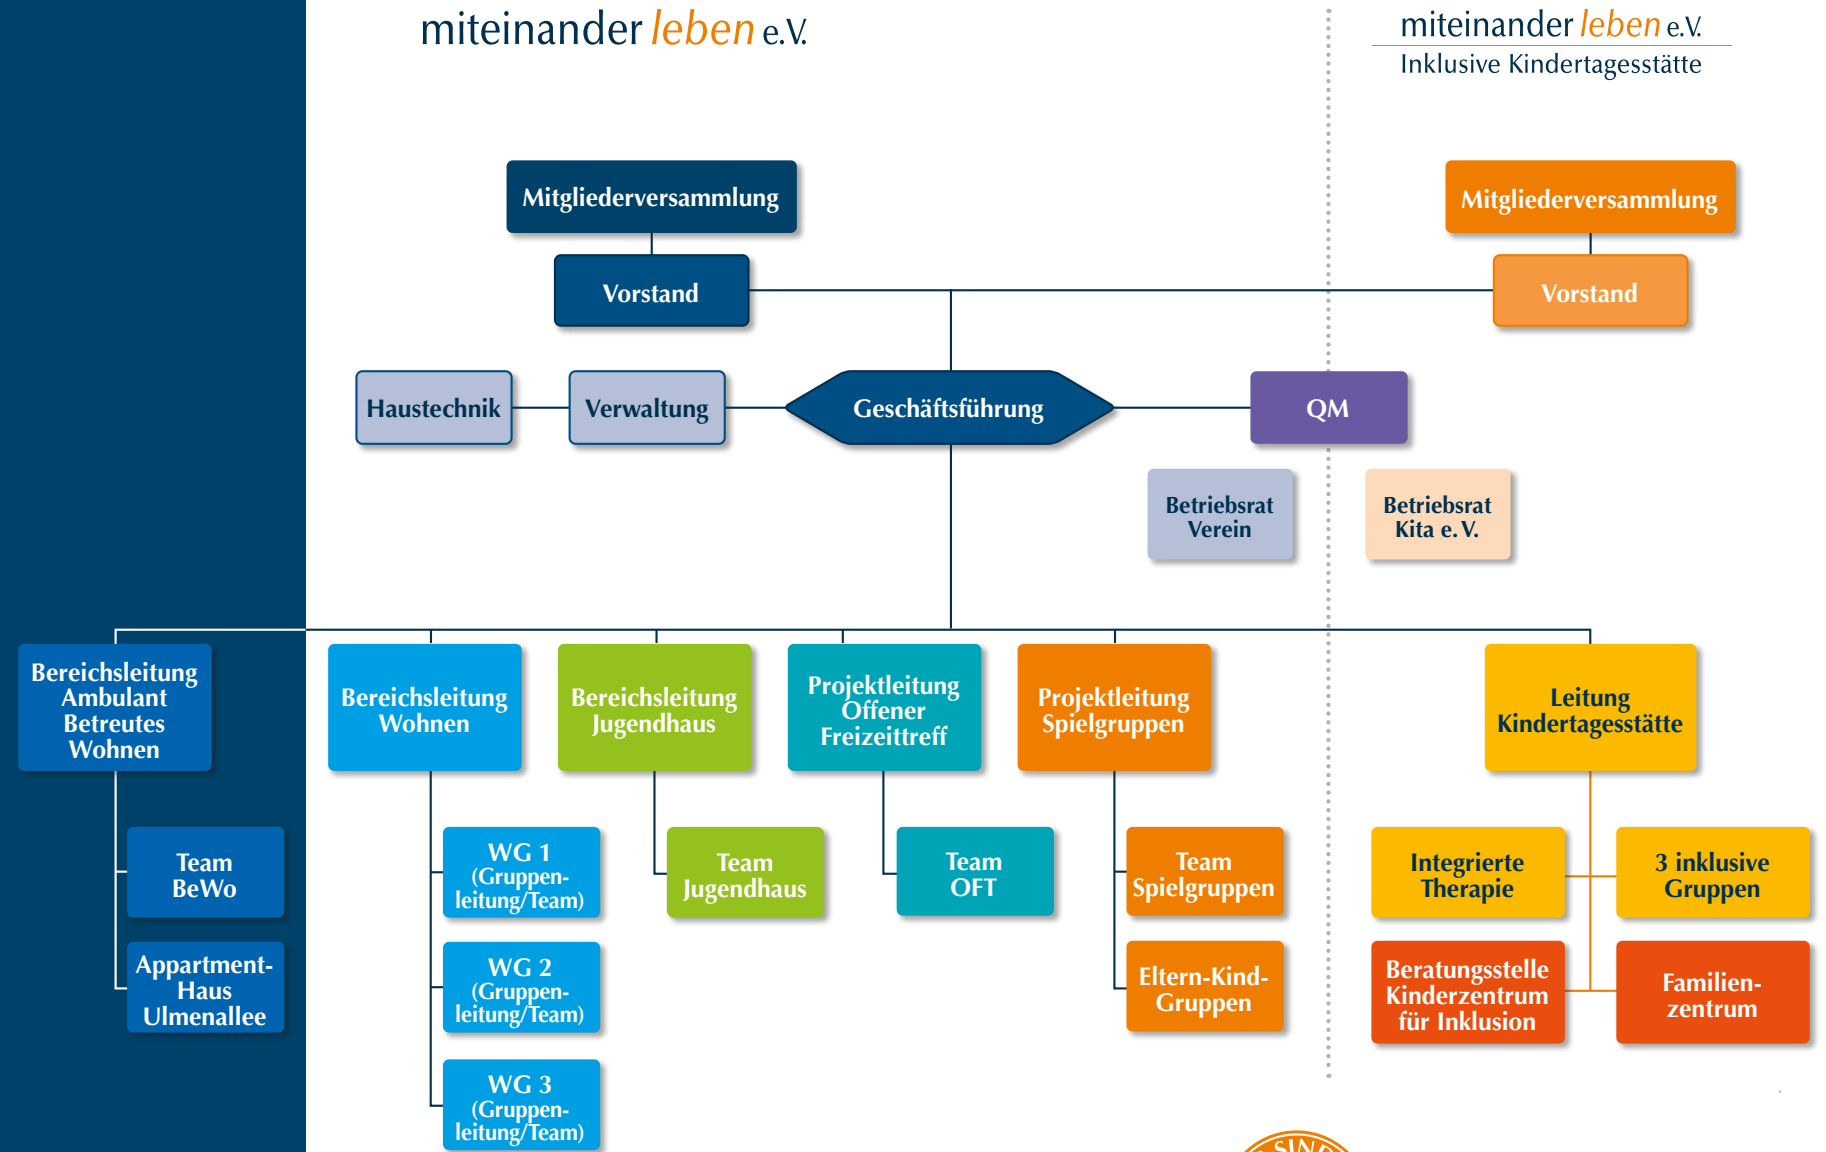 miteinander leben e.V.
miteinander leben e.V.
Inklusive Kindertagesstätte
Mitgliederversammlung
Mitgliederversammlung
Vorstand
Vorstand
Haustechnik
Verwaltung
Geschäftsführung
QM
Betriebsrat
Verein
Betriebsrat
Kita e.V.
Bereichsleitung
Ambulant
Betreutes
Wohnen
Bereichsleitung
Wohnen
Bereichsleitung
Jugendhaus
Projektleitung
Offener
Freizeittreff
Projektleitung
Spielgruppen
Leitung
Kindertagesstätte
Team
BeWo
WG 1
(Gruppen-
leitung/Team)
Team
Jugendhaus
Team
OFT
Team
Spielgruppen
Integrierte
Therapie
3 inklusive
Gruppen
Appartment-
Haus
Ulmenallee
WG 2
(Gruppen-
leitung/Team)
Eltern-Kind-
Gruppen
Beratungsstelle
Kinderzentrum
für Inklusion
Familien-
zentrum
WG 3
(Gruppen-
leitung/Team)
SIND